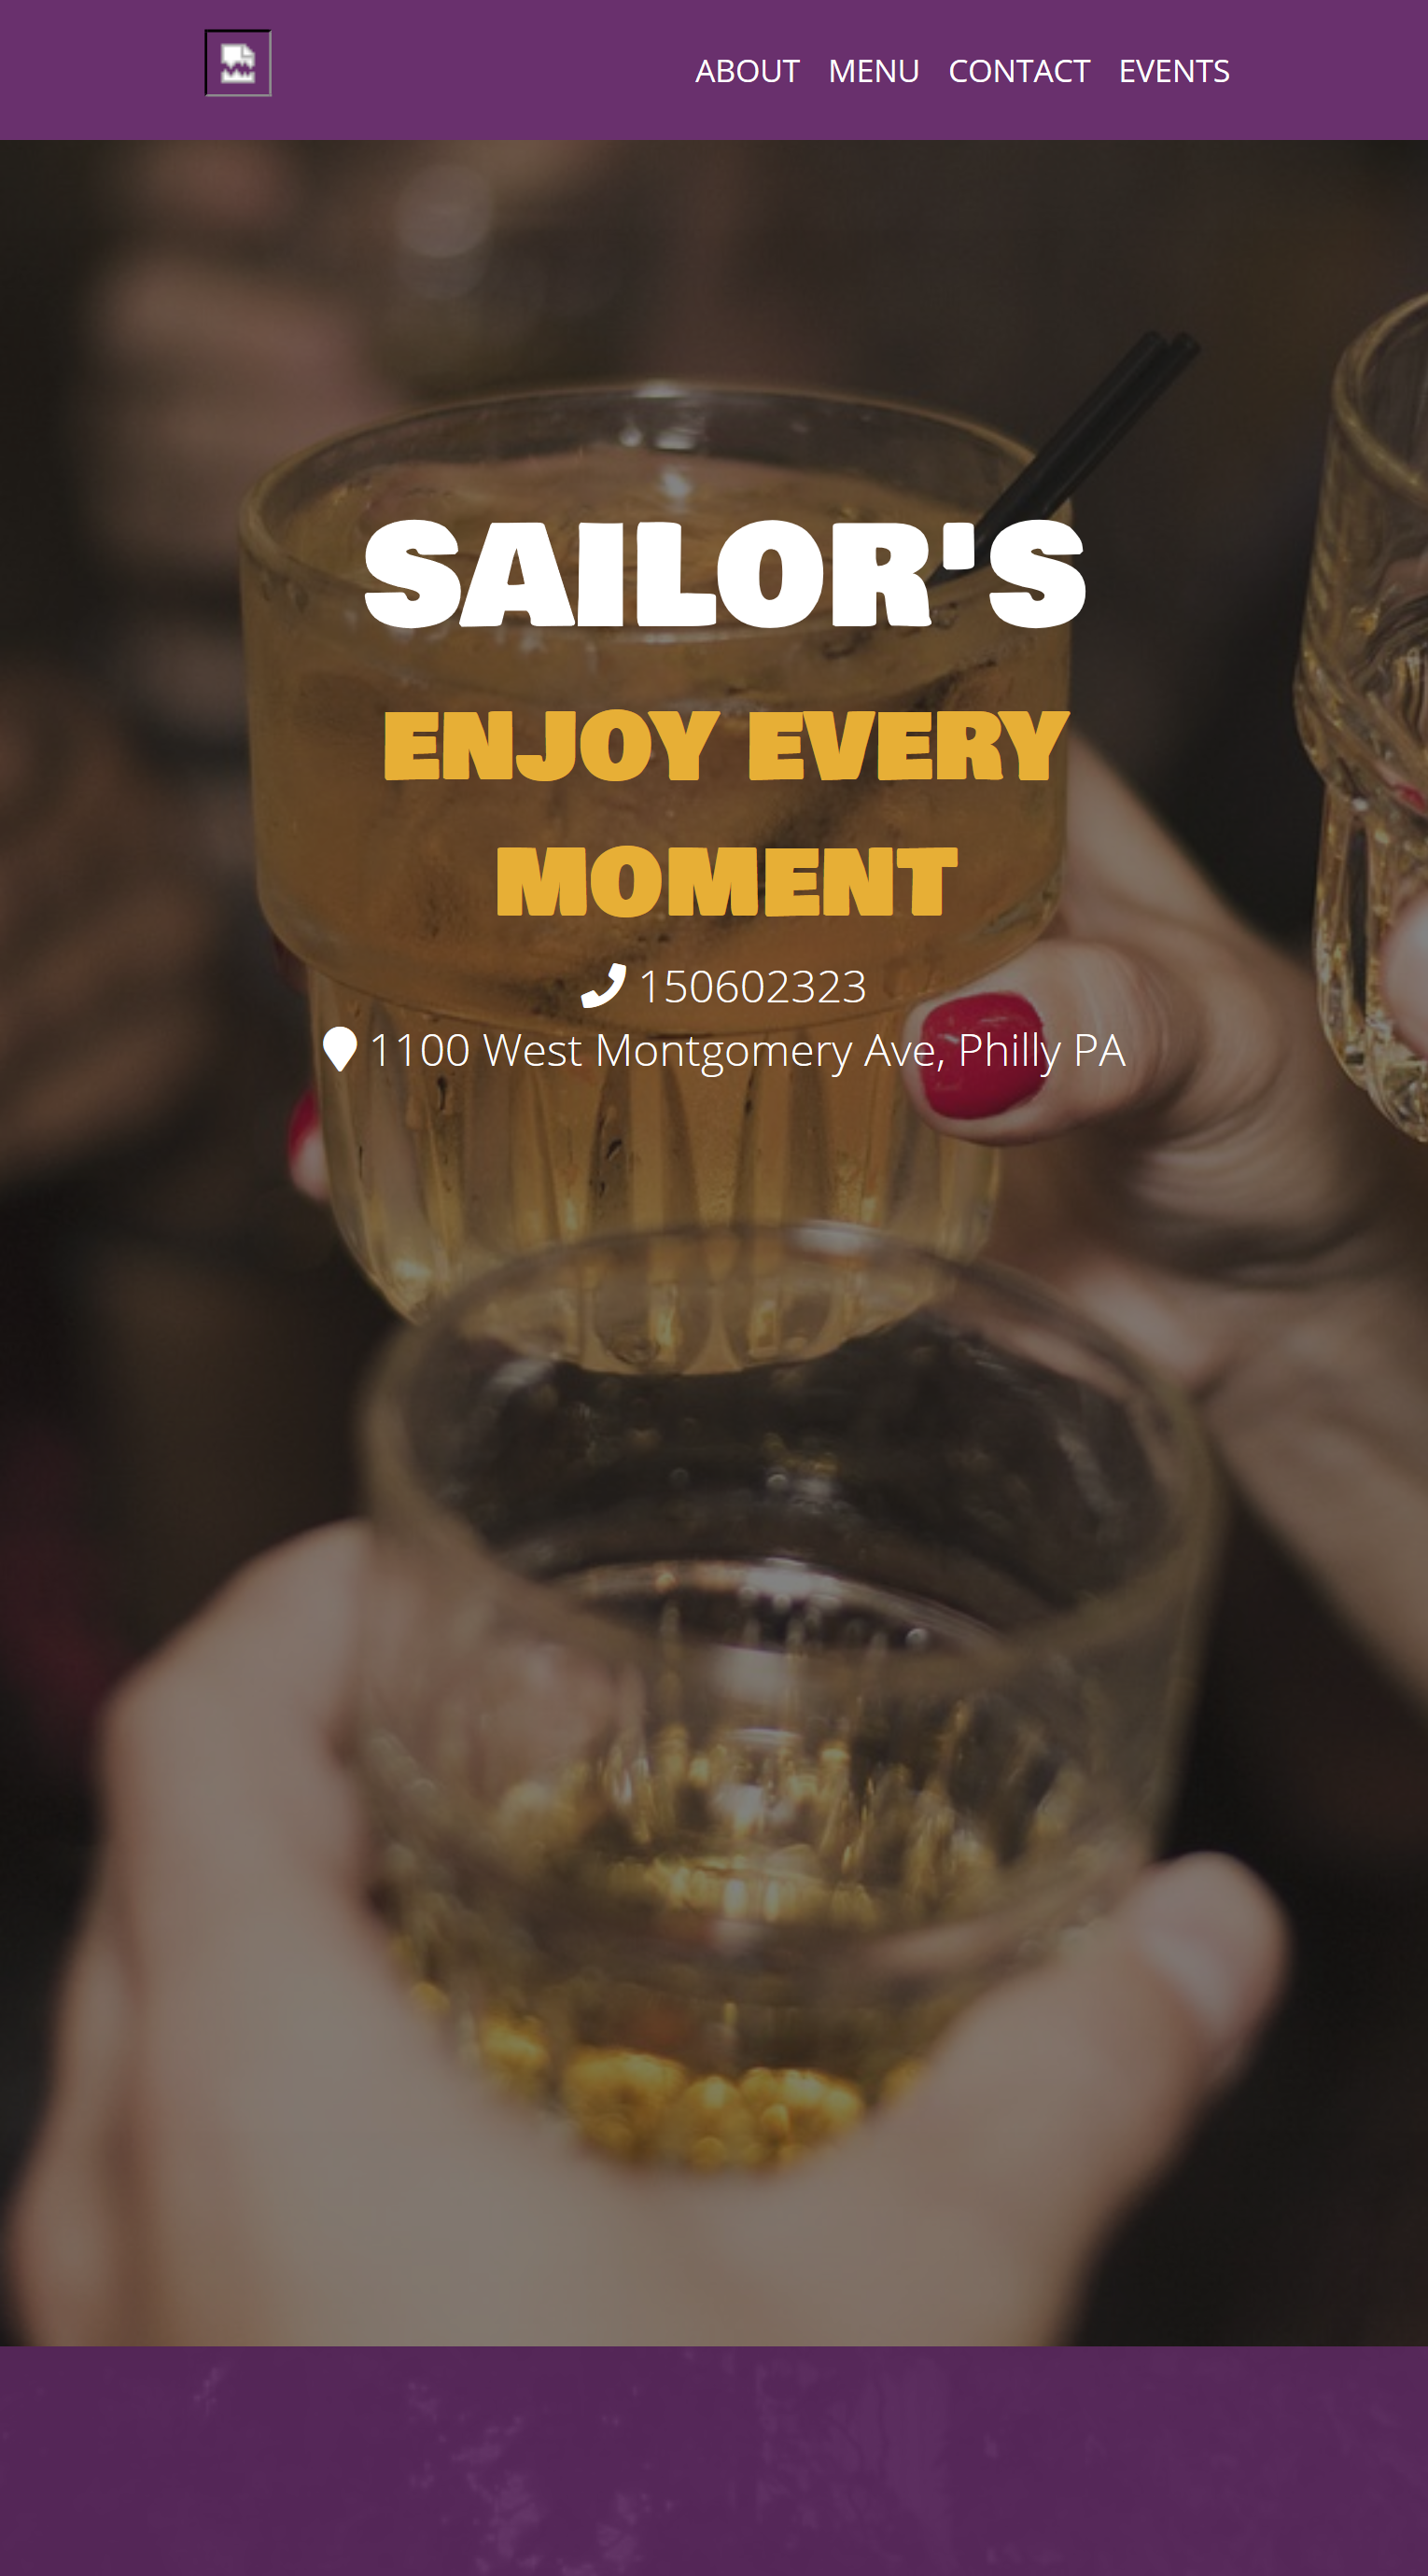 ABOUT MENU CONTACT EVENTS
SAILOR'S
ENJOY EVERY
MOMENT
150602323
1100 West Montgomery Ave, Philly PA